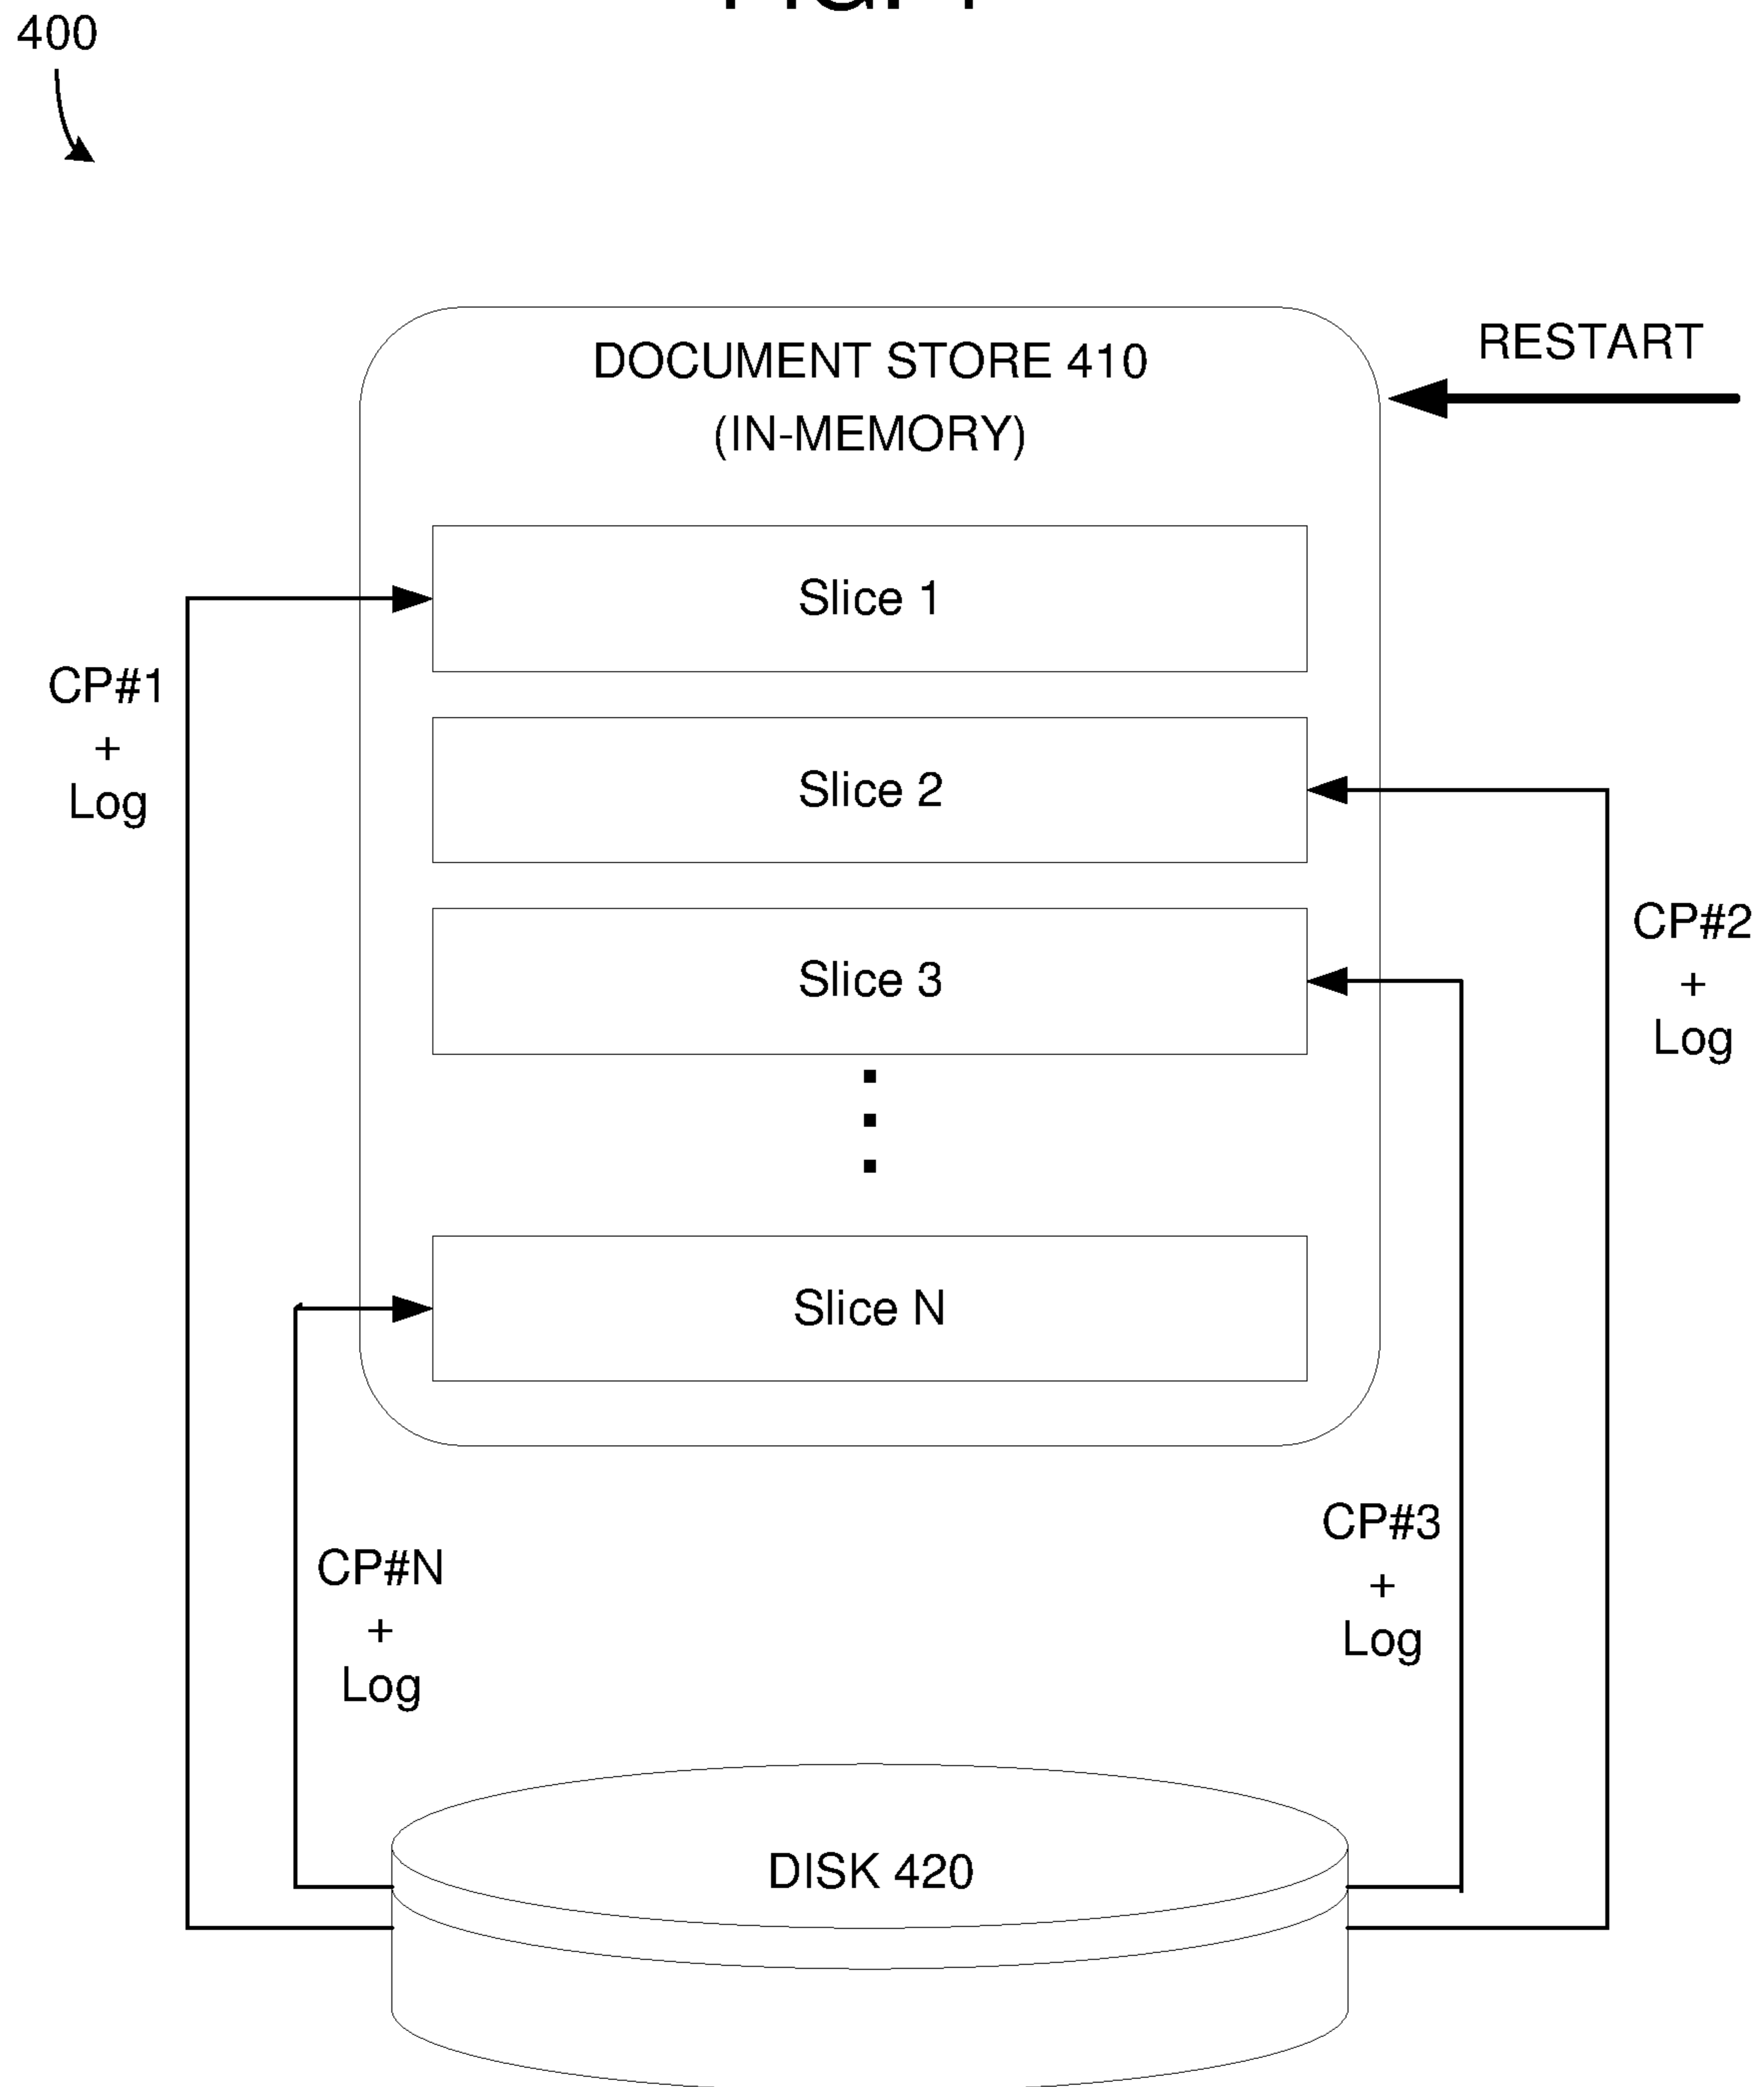 400
DOCUMENT STORE 410
(IN-MEMORY)
RESTART
Slice 1
CP#1
+
Log
Slice 2
Slice 3
CP#2
+
Log
Slice N
CP#3
+
Log
CP#N
+
Log
DISK 420